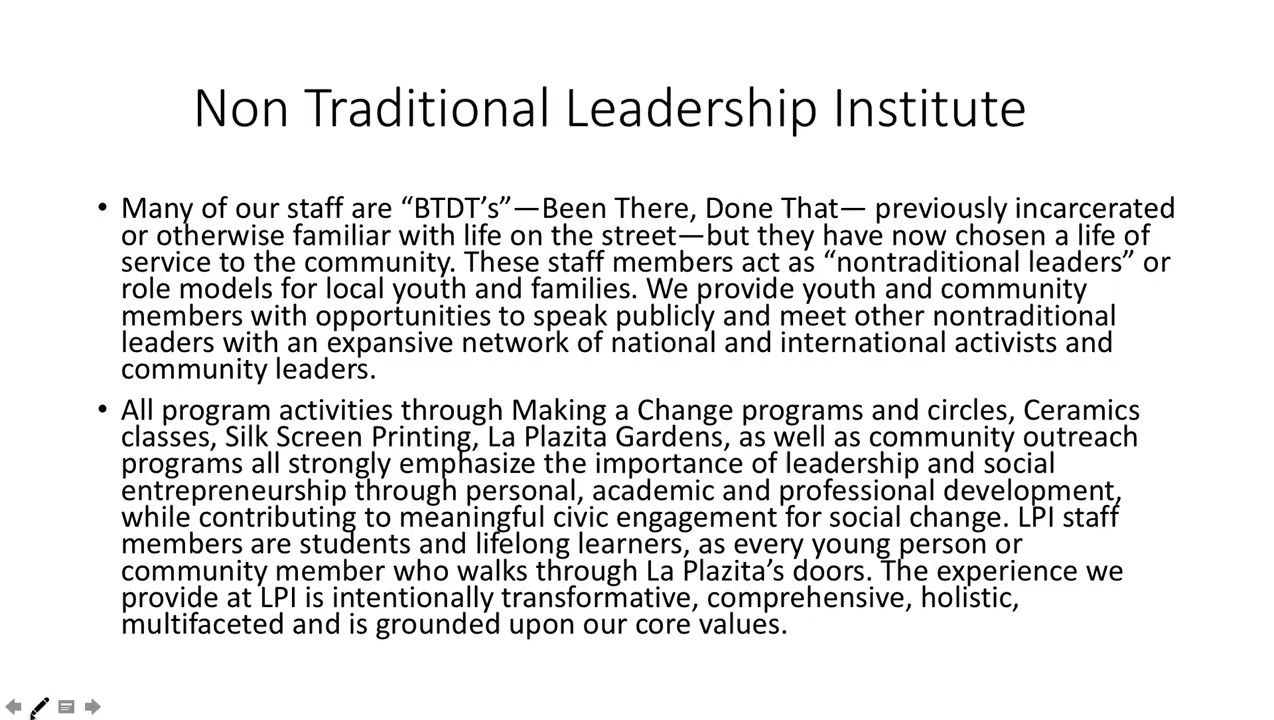 Non Traditional Leadership Institute
• Many of our staff are “BTDT’s”—Been There, Done That— previously incarcerated
or otherwise familiar with life on the street—but they have now chosen a life of
service to the community. These staff members act as “nontraditional leaders” or
role models for local youth and families. We provide youth and community
members with opportunities to speak publicly and meet other nontraditional
leaders with an expansive network of national and international activists and
community leaders.
• All program activities through Making a Change programs and circles, Ceramics
classes, Silk Screen Printing, La Plazita Gardens, as well as community outreach
programs all strongly emphasize the importance of leadership and social
entrepreneurship through personal, academic and professional development,
while contributing to meaningful civic engagement for social change. LPI staff
members are students and lifelong learners, as every young person or
community member who walks through La Plazita’s doors. The experience we
provide at LPI is intentionally transformative, comprehensive, holistic,
multifaceted and is grounded upon our core values.